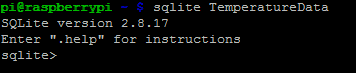 pi@raspberrypi ~ $ sqlite TemperatureData
SQLite version 2.8.17
Enter ".help" for instructions
sqlite>